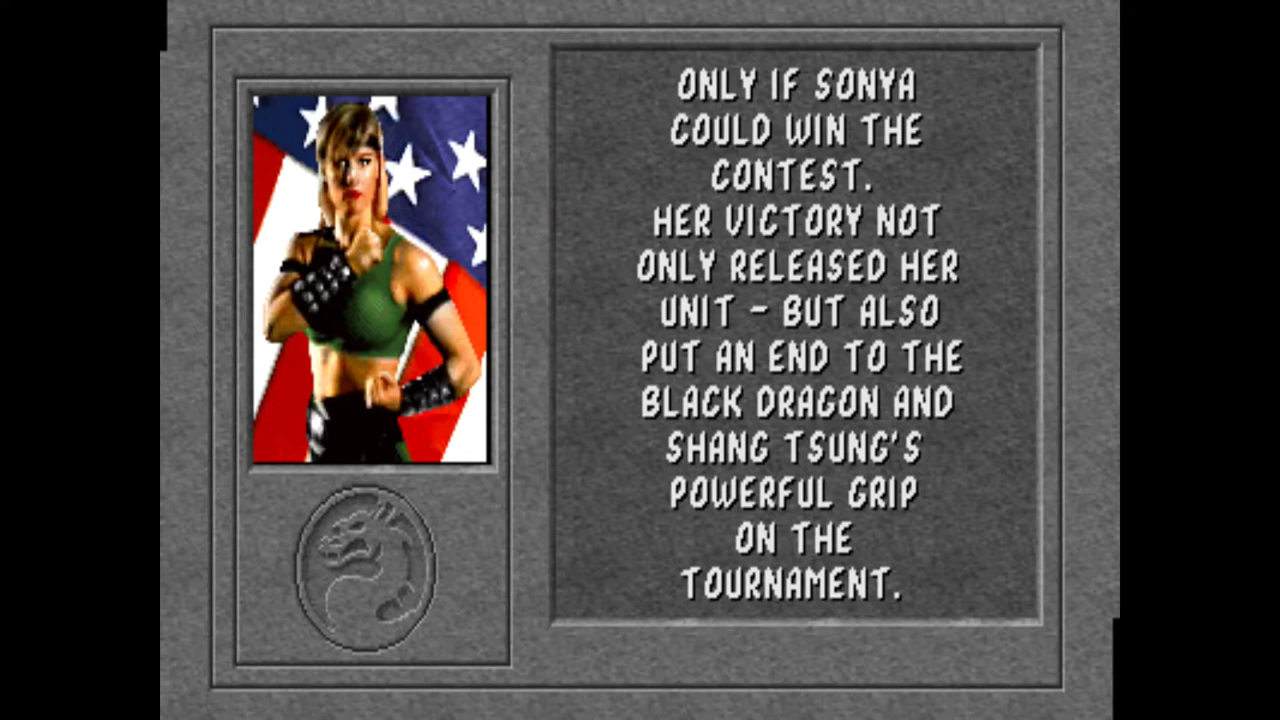 ONLY IF SONYA
COULD WIN THE
CONTEST.
HER VICTORY NOT
ONLY RELEASED HER
UNIT - BUT ALSO
PUT AN END TO THE
BLACK DRAGON AND
SHANG TSUNG'S
POWERFUL GRIP
ON THE
TOURNAMENT.